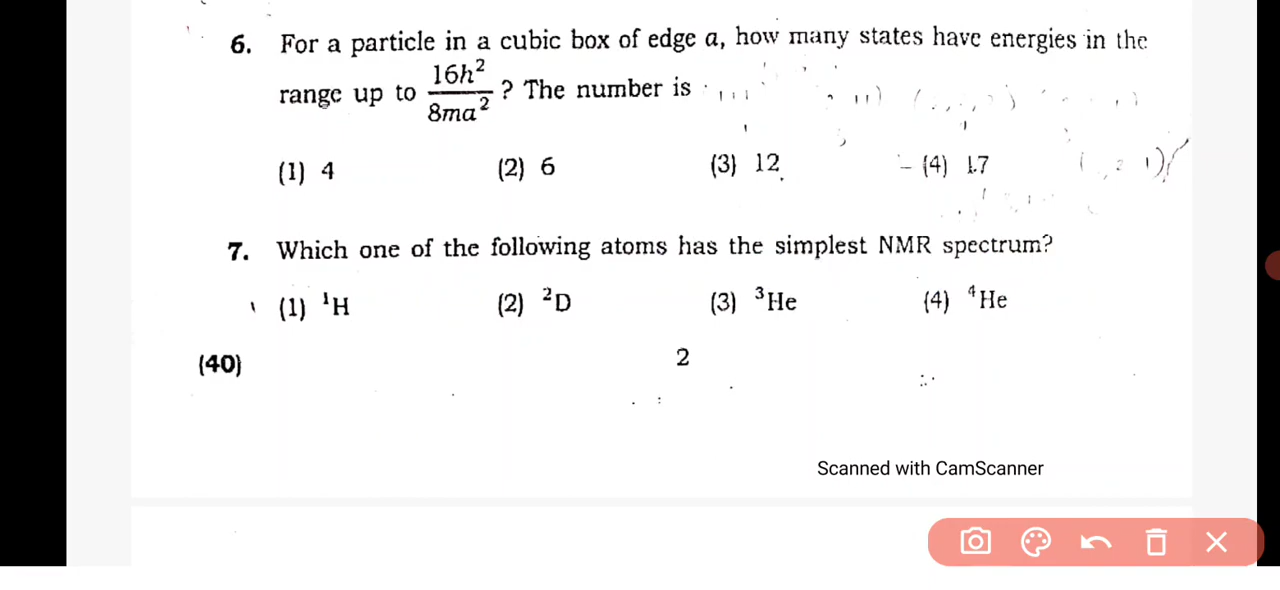 6. For a particle in a cubic box of edge a, how many states have energies in the
range up to 16h²/8ma² ? The number is
(1) 4 (2) 6 (3) 12 (4) 17
7. Which one of the following atoms has the simplest NMR spectrum?
(1) ¹H (2) ²D (3) ³He (4) ⁴He
(40) 2
Scanned with CamScanner